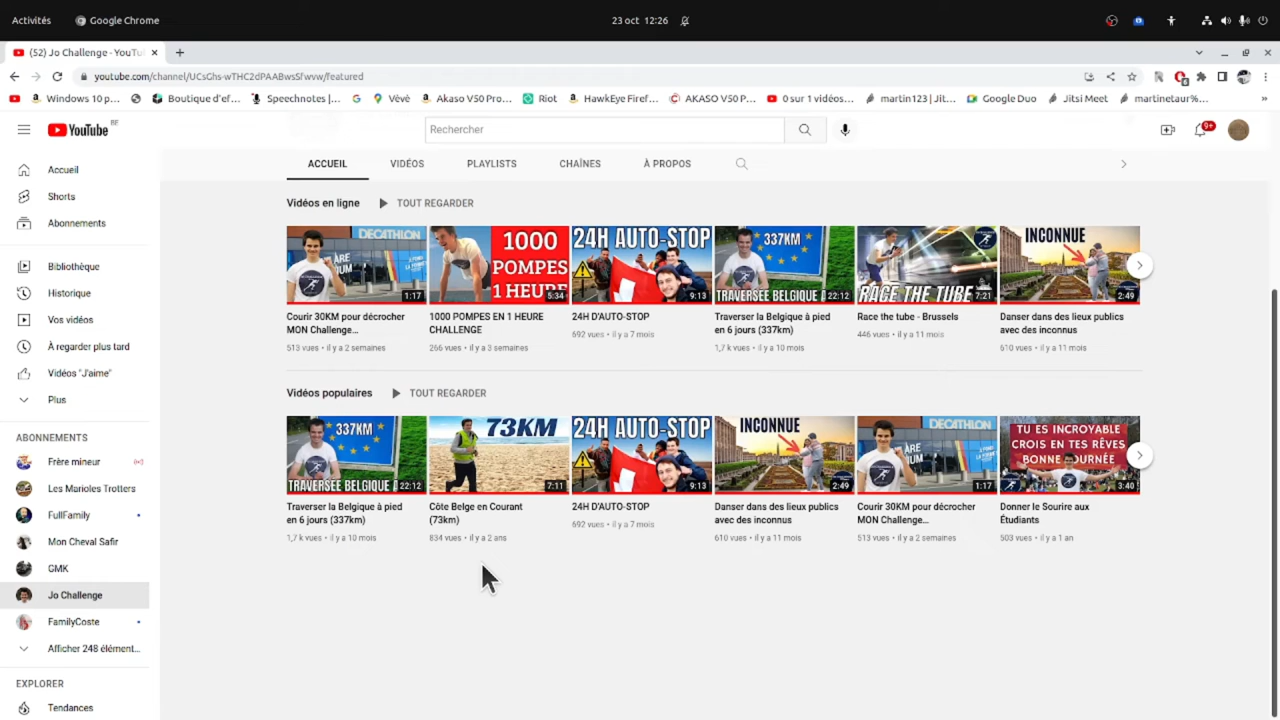 Activités
Google Chrome
23 oct 12:26
(52) Jo Challenge - YouTu
youtube.com/channel/UCsGhs-wTHC2dPAABwsSfwvw/featured
Windows 10 p...
Boutique d'ef...
Speechnotes |...
Vévé
Akaso V50 Pro...
Riot
HawkEye Firef...
AKASO V50 P...
0 sur 1 vidéos...
martin123 | Jit...
Google Duo
Jitsi Meet
martinetaur%...
»
YouTube BE
Rechercher
9+
ACCUEIL
VIDÉOS
PLAYLISTS
CHAÎNES
À PROPOS
Accueil
Shorts
Abonnements
Bibliothèque
Historique
Vos vidéos
À regarder plus tard
Vidéos "J'aime"
Plus
ABONNEMENTS
Frère mineur
Les Marioles Trotters
FullFamily
Mon Cheval Safir
GMK
Jo Challenge
FamilyCoste
Afficher 248 élément...
EXPLORER
Tendances
Vidéos en ligne
TOUT REGARDER
DECATHLON
1:17
Courir 30KM pour décrocher
MON Challenge...
513 vues • il y a 2 semaines
1000
POMPES
1 HEURE
5:34
1000 POMPES EN 1 HEURE
CHALLENGE
266 vues • il y a 3 semaines
24H AUTO-STOP
9:13
24H D'AUTO-STOP
692 vues • il y a 7 mois
337KM
TRAVERSÉE BELGIQUE À
22:12
Traverser la Belgique à pied
en 6 jours (337km)
1,7 k vues • il y a 10 mois
RACE THE TUBE
7:21
Race the tube - Brussels
446 vues • il y a 11 mois
INCONNUE
2:49
Danser dans des lieux publics
avec des inconnus
610 vues • il y a 11 mois
Vidéos populaires
TOUT REGARDER
337KM
TRAVERSÉE BELGIQUE À
22:12
Traverser la Belgique à pied
en 6 jours (337km)
1,7 k vues • il y a 10 mois
73KM
7:11
Côte Belge en Courant
(73km)
834 vues • il y a 2 ans
24H AUTO-STOP
9:13
24H D'AUTO-STOP
692 vues • il y a 7 mois
INCONNUE
2:49
Danser dans des lieux publics
avec des inconnus
610 vues • il y a 11 mois
DECATHLON
1:17
Courir 30KM pour décrocher
MON Challenge...
513 vues • il y a 2 semaines
TU ES INCROYABLE
CROIS EN TES RÊVES
BONNE JOURNÉE
3:40
Donner le Sourire aux
Étudiants
503 vues • il y a 1 an